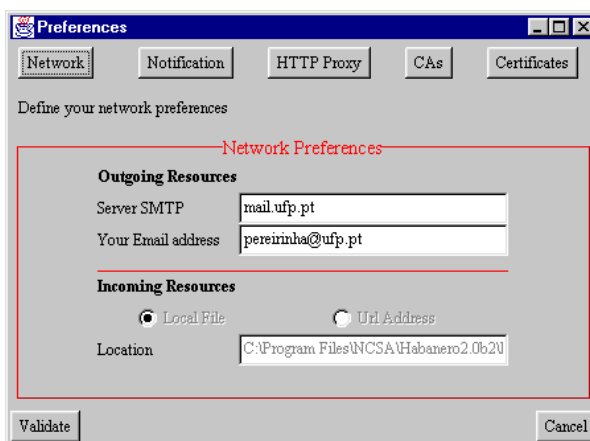 Preferences
Network Notification HTTP Proxy CAs Certificates
Define your network preferences
Network Preferences
Outgoing Resources
Server SMTP mail.ufp.pt
Your Email address pereirinha@ufp.pt
Incoming Resources
Local File Url Address
Location C:\Program Files\NCSA\Habanero2.0b2\
Validate Cancel